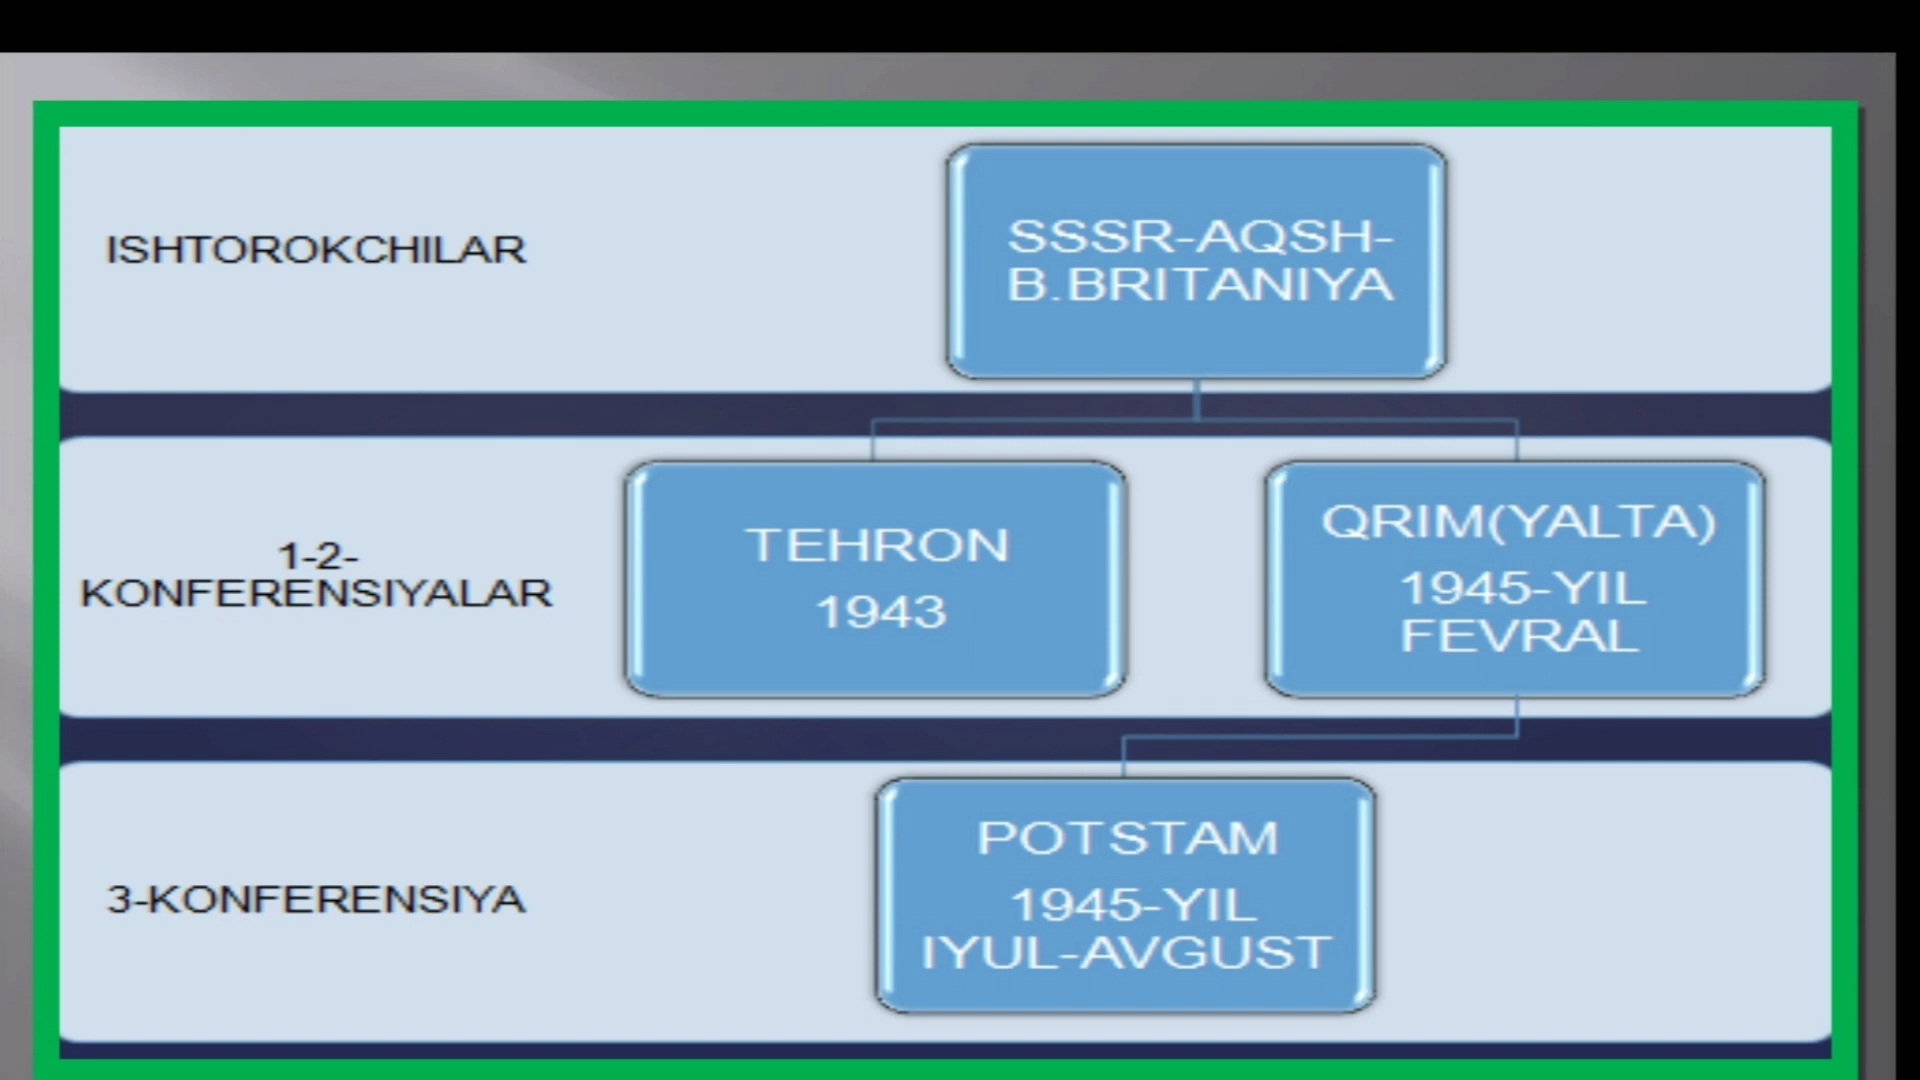 ISHTOROKCHILAR
SSSR-AQSH-
B.BRITANIYA
1-2-
KONFERENSIYALAR
TEHRON
1943
QRIM(YALTA)
1945-YIL
FEVRAL
3-KONFERENSIYA
POTSTAM
1945-YIL
IYUL-AVGUST